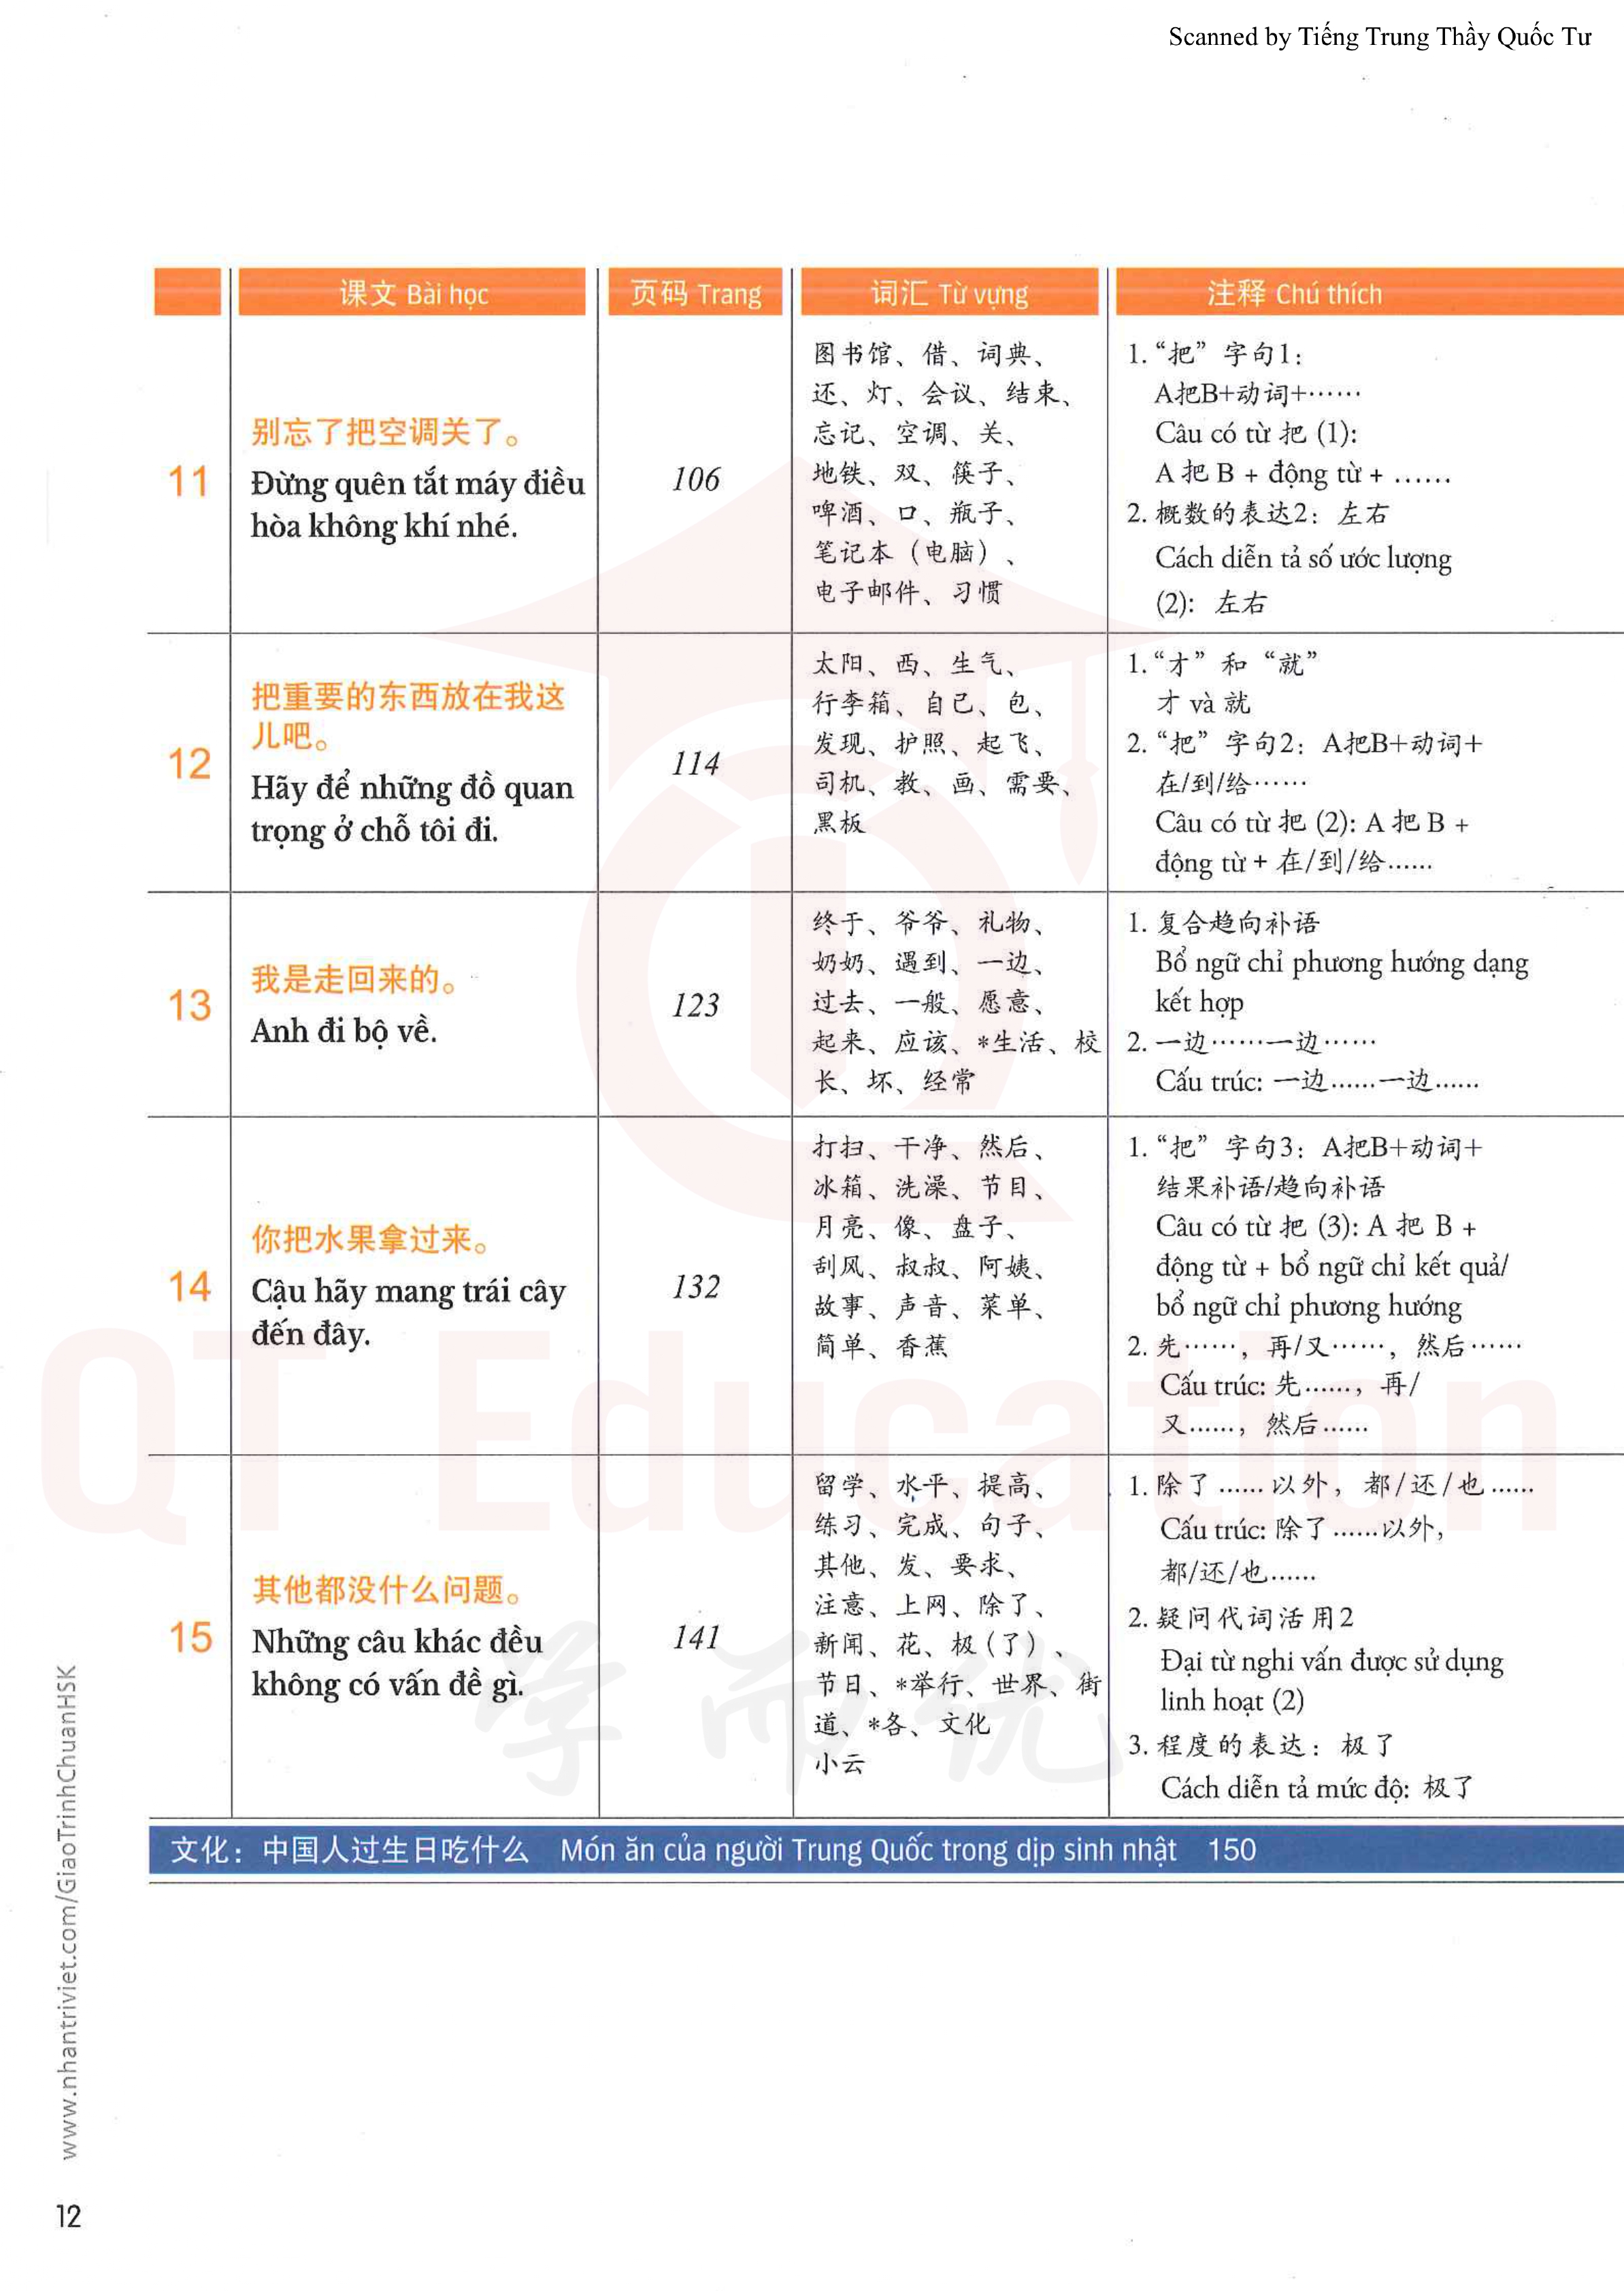 Scanned by Tiếng Trung Thầy Quốc Tư
课文 Bài học
页码 Trang
词汇 Từ vựng
注释 Chú thích
11
别忘了把空调关了。
Đừng quên tắt máy điều
hòa không khí nhé.
106
图书馆、借、词典、
还、灯、会议、结束、
忘记、空调、关、
地铁、双、筷子、
啤酒、口、瓶子、
笔记本（电脑）、
电子邮件、习惯
1. “把” 字句1：
A把B+动词+……
Câu có từ 把 (1):
A 把 B + động từ + ......
2. 概数的表达2：左右
Cách diễn tả số ước lượng
(2): 左右
12
把重要的东西放在我这
儿吧。
Hãy để những đồ quan
trọng ở chỗ tôi đi.
114
太阳、西、生气、
行李箱、自己、包、
发现、护照、起飞、
司机、教、画、需要、
黑板
1. “才” 和 “就”
才 và 就
2. “把” 字句2：A把B+动词+
在/到/给……
Câu có từ 把 (2): A 把 B +
động từ + 在/到/给......
13
我是走回来的。
Anh đi bộ về.
123
终于、爷爷、礼物、
奶奶、遇到、一边、
过去、一般、愿意、
起来、应该、*生活、校
长、坏、经常
1. 复合趋向补语
Bổ ngữ chỉ phương hướng dạng
kết hợp
2. 一边……一边……
Cấu trúc: 一边......一边......
14
你把水果拿过来。
Cậu hãy mang trái cây
đến đây.
132
打扫、干净、然后、
冰箱、洗澡、节目、
月亮、像、盘子、
刮风、叔叔、阿姨、
故事、声音、菜单、
简单、香蕉
1. “把” 字句3：A把B+动词+
结果补语/趋向补语
Câu có từ 把 (3): A 把 B +
động từ + bổ ngữ chỉ kết quả/
bổ ngữ chỉ phương hướng
2. 先……，再/又……，然后……
Cấu trúc: 先......，再/
又......，然后......
15
其他都没什么问题。
Những câu khác đều
không có vấn đề gì.
141
留学、水平、提高、
练习、完成、句子、
其他、发、要求、
注意、上网、除了、
新闻、花、极（了）、
节日、*举行、世界、街
道、*各、文化
小云
1. 除了......以外，都/还/也......
Cấu trúc: 除了......以外，
都/还/也......
2. 疑问代词活用2
Đại từ nghi vấn được sử dụng
linh hoạt (2)
3. 程度的表达：极了
Cách diễn tả mức độ: 极了
文化：中国人过生日吃什么 Món ăn của người Trung Quốc trong dịp sinh nhật 150
QT Education
学而优
www.nhantriviet.com/GiaoTrinhChuanHSK
12